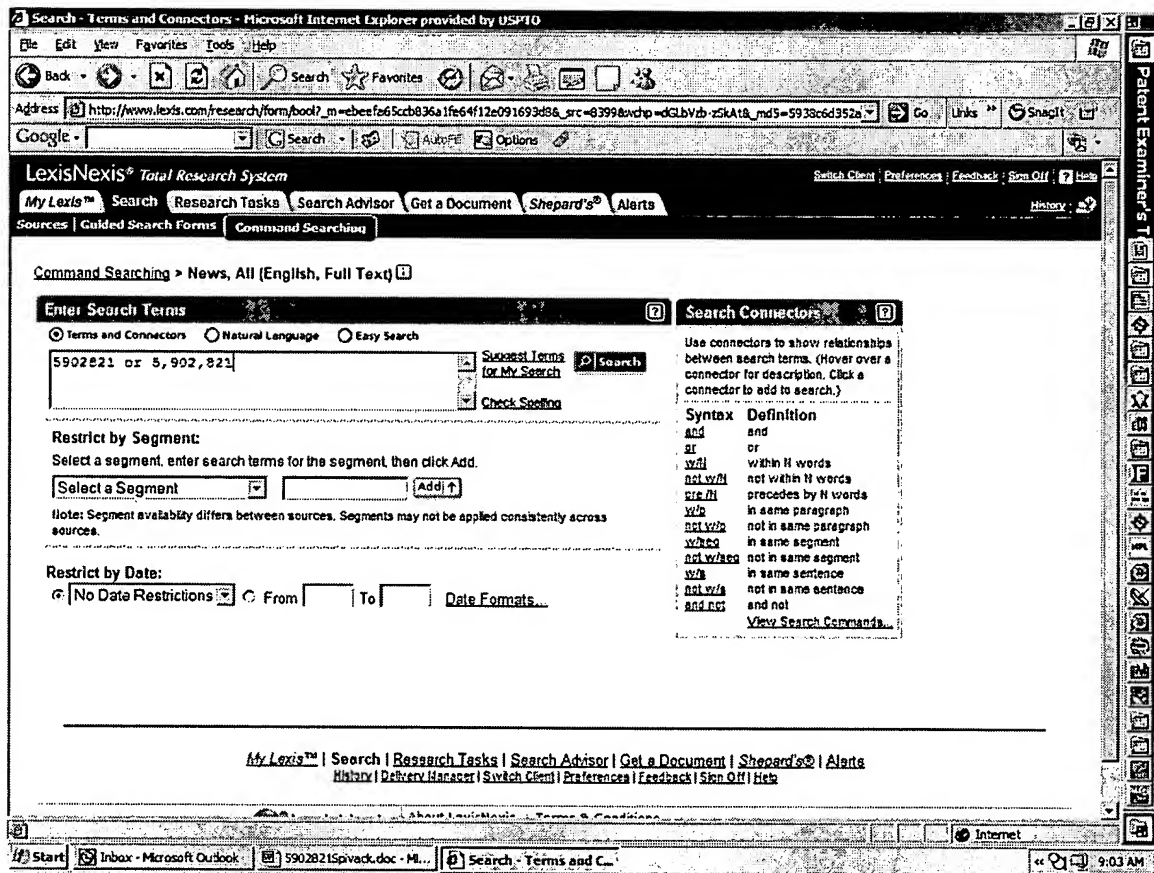 Search - Terms and Connectors - Microsoft Internet Explorer provided by USPTO
File Edit View Favorites Tools Help
Back Search Favorites
Address http://www.lexis.com/research/form/bool?_m=ebeefa65ccb836a1fe64f12e091693d8&_src=8399&wchp=dGLbVzb-zSkAt&_md5=5938c6d352a Go Links » SnagIt
Google - Search - AutoFill Options
Patent Examiner's T
LexisNexis® Total Research System
Switch Client | Preferences | Feedback | Sign Off | ? Help
My Lexis™ Search Research Tasks Search Advisor Get a Document Shepard's® Alerts
History
Sources | Guided Search Forms | Command Searching
Command Searching > News, All (English, Full Text) i
Enter Search Terms ?
Terms and Connectors Natural Language Easy Search
5902821 or 5,902,821
Suggest Terms for My Search
Search
Check Spelling
Restrict by Segment:
Select a segment, enter search terms for the segment, then click Add.
Select a Segment Add ↑
Note: Segment availability differs between sources. Segments may not be applied consistently across
sources.
Restrict by Date:
No Date Restrictions From To Date Formats...
Search Connectors ?
Use connectors to show relationships
between search terms. (Hover over a
connector for description. Click a
connector to add to search.)
Syntax Definition
and and
or or
w/N within N words
not w/N not within N words
pre /N precedes by N words
w/p in same paragraph
not w/p not in same paragraph
w/seg in same segment
not w/seg not in same segment
w/s in same sentence
not w/s not in same sentence
and not and not
View Search Commands...
My Lexis™ | Search | Research Tasks | Search Advisor | Get a Document | Shepard's® | Alerts
History | Delivery Manager | Switch Client | Preferences | Feedback | Sign Off | Help
About LexisNexis Terms & Conditions
Internet
Start Inbox - Microsoft Outlook 5902821Spivack.doc - Mi... Search - Terms and C... « 9:03 AM